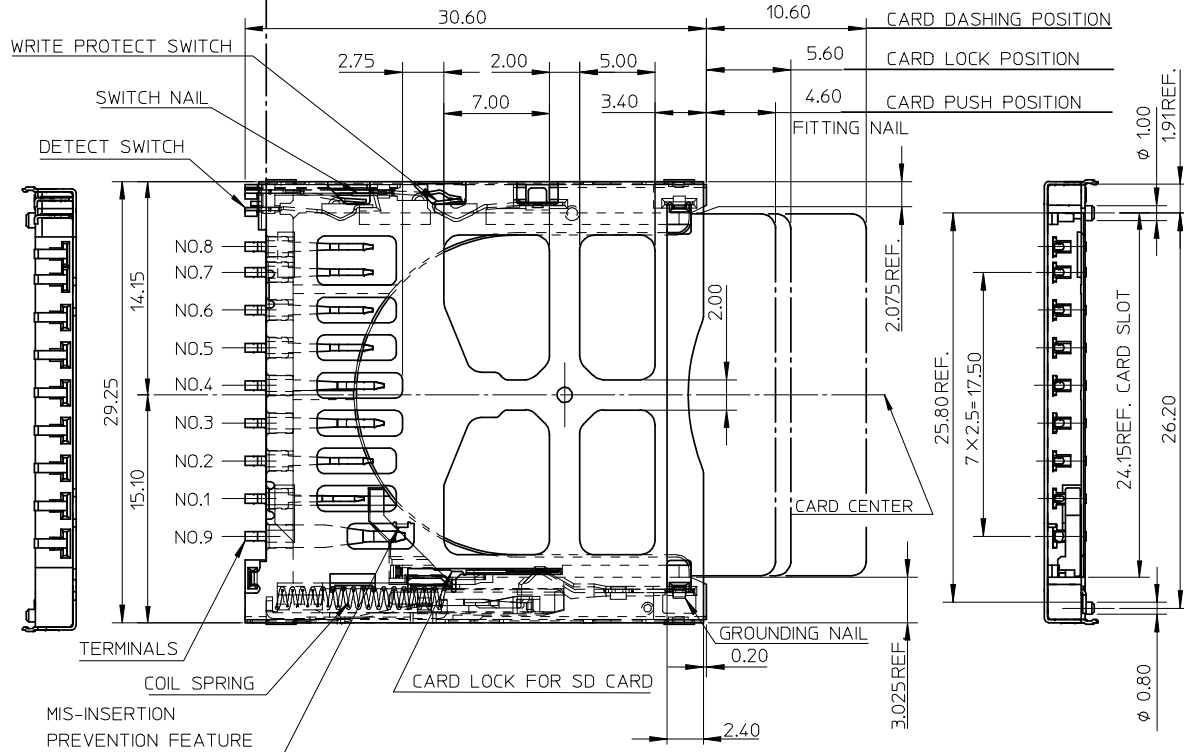 30.60
10.60
CARD DASHING POSITION
WRITE PROTECT SWITCH
2.75
2.00
5.00
5.60
CARD LOCK POSITION
SWITCH NAIL
7.00
3.40
4.60
CARD PUSH POSITION
FITTING NAIL
ϕ 1.00
1.91REF.
DETECT SWITCH
NO.8
NO.7
NO.6
NO.5
NO.4
NO.3
NO.2
NO.1
NO.9
14.15
29.25
15.10
2.00
2.075REF.
25.80REF.
7 × 2.5= 17.50
24.15REF. CARD SLOT
26.20
CARD CENTER
TERMINALS
GROUNDING NAIL
0.20
3.025REF.
COIL SPRING
CARD LOCK FOR SD CARD
MIS-INSERTION
PREVENTION FEATURE
2.40
ϕ 0.80